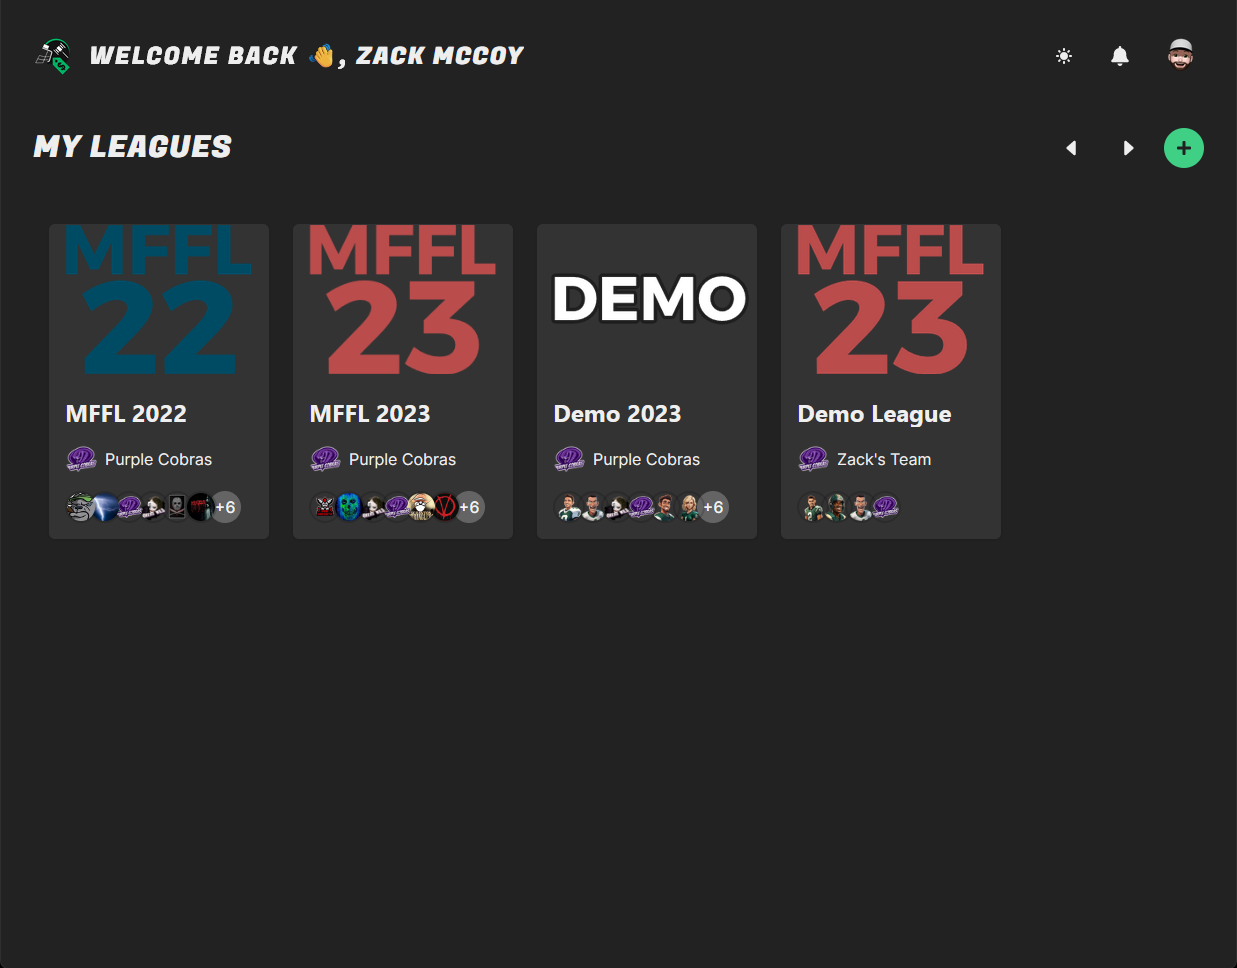 WELCOME BACK 👋, ZACK MCCOY
MY LEAGUES
MFFL
22
MFFL 2022
Purple Cobras
+6
MFFL
23
MFFL 2023
Purple Cobras
+6
DEMO
Demo 2023
Purple Cobras
+6
MFFL
23
Demo League
Zack's Team